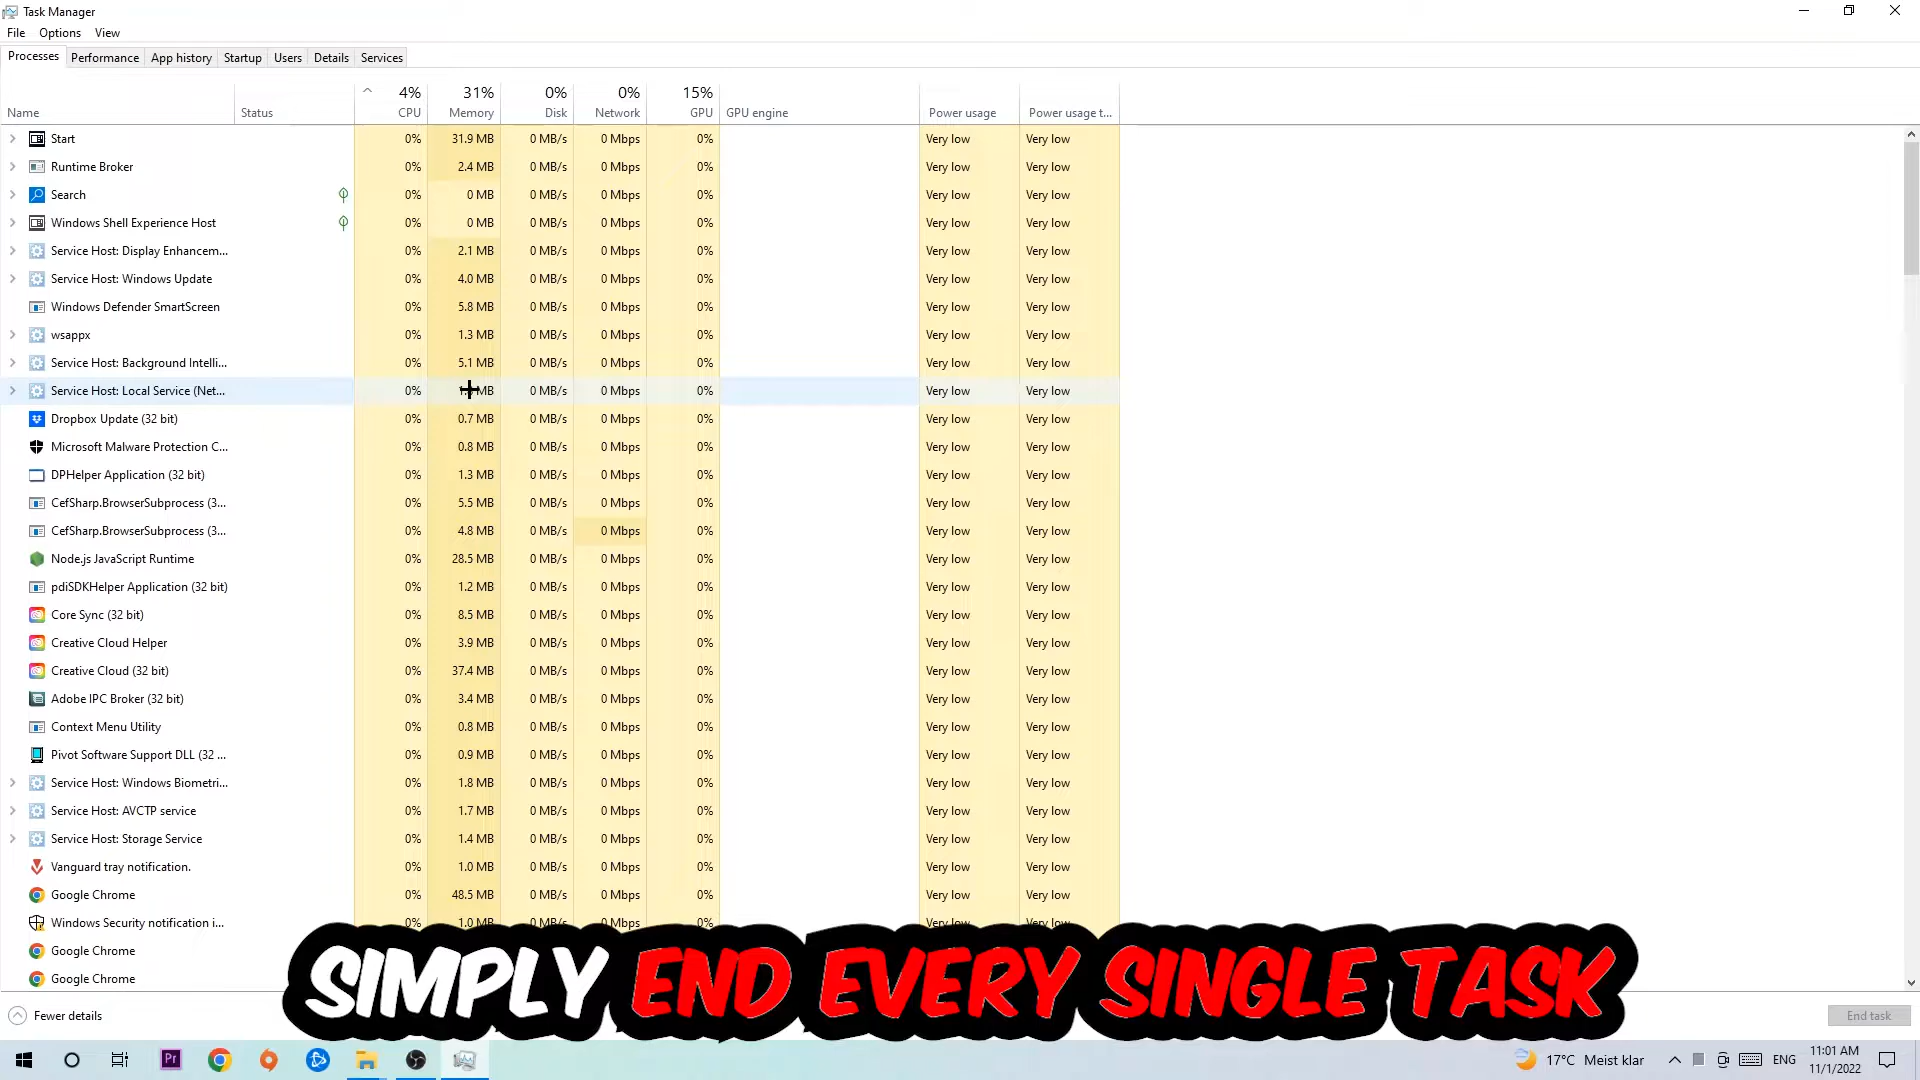 Task Manager
File Options View
Processes Performance App history Startup Users Details Services
4% 31% 0% 0% 15%
Name Status CPU Memory Disk Network GPU GPU engine Power usage Power usage t...
Start 0% 31.9 MB 0 MB/s 0 Mbps 0% Very low Very low
Runtime Broker 0% 2.4 MB 0 MB/s 0 Mbps 0% Very low Very low
Search 0% 0 MB 0 MB/s 0 Mbps 0% Very low Very low
Windows Shell Experience Host 0% 0 MB 0 MB/s 0 Mbps 0% Very low Very low
Service Host: Display Enhancem... 0% 2.1 MB 0 MB/s 0 Mbps 0% Very low Very low
Service Host: Windows Update 0% 4.0 MB 0 MB/s 0 Mbps 0% Very low Very low
Windows Defender SmartScreen 0% 5.8 MB 0 MB/s 0 Mbps 0% Very low Very low
wsappx 0% 1.3 MB 0 MB/s 0 Mbps 0% Very low Very low
Service Host: Background Intelli... 0% 5.1 MB 0 MB/s 0 Mbps 0% Very low Very low
Service Host: Local Service (Net... 0% MB 0 MB/s 0 Mbps 0% Very low Very low
Dropbox Update (32 bit) 0% 0.7 MB 0 MB/s 0 Mbps 0% Very low Very low
Microsoft Malware Protection C... 0% 0.8 MB 0 MB/s 0 Mbps 0% Very low Very low
DPHelper Application (32 bit) 0% 1.3 MB 0 MB/s 0 Mbps 0% Very low Very low
CefSharp.BrowserSubprocess (3... 0% 5.5 MB 0 MB/s 0 Mbps 0% Very low Very low
CefSharp.BrowserSubprocess (3... 0% 4.8 MB 0 MB/s 0 Mbps 0% Very low Very low
Node.js JavaScript Runtime 0% 28.5 MB 0 MB/s 0 Mbps 0% Very low Very low
pdiSDKHelper Application (32 bit) 0% 1.2 MB 0 MB/s 0 Mbps 0% Very low Very low
Core Sync (32 bit) 0% 8.5 MB 0 MB/s 0 Mbps 0% Very low Very low
Creative Cloud Helper 0% 3.9 MB 0 MB/s 0 Mbps 0% Very low Very low
Creative Cloud (32 bit) 0% 37.4 MB 0 MB/s 0 Mbps 0% Very low Very low
Adobe IPC Broker (32 bit) 0% 3.4 MB 0 MB/s 0 Mbps 0% Very low Very low
Context Menu Utility 0% 0.8 MB 0 MB/s 0 Mbps 0% Very low Very low
Pivot Software Support DLL (32 ... 0% 0.9 MB 0 MB/s 0 Mbps 0% Very low Very low
Service Host: Windows Biometri... 0% 1.8 MB 0 MB/s 0 Mbps 0% Very low Very low
Service Host: AVCTP service 0% 1.7 MB 0 MB/s 0 Mbps 0% Very low Very low
Service Host: Storage Service 0% 1.4 MB 0 MB/s 0 Mbps 0% Very low Very low
Vanguard tray notification. 0% 1.0 MB 0 MB/s 0 Mbps 0% Very low Very low
Google Chrome 0% 48.5 MB 0 MB/s 0 Mbps 0% Very low Very low
Windows Security notification i... 0% 1.0 MB 0 MB/s 0 Mbps 0% Very low Very low
Google Chrome
Google Chrome
SIMPLY END EVERY SINGLE TASK
Fewer details End task
Pr 17°C Meist klar ENG 11:01 AM
11/1/2022